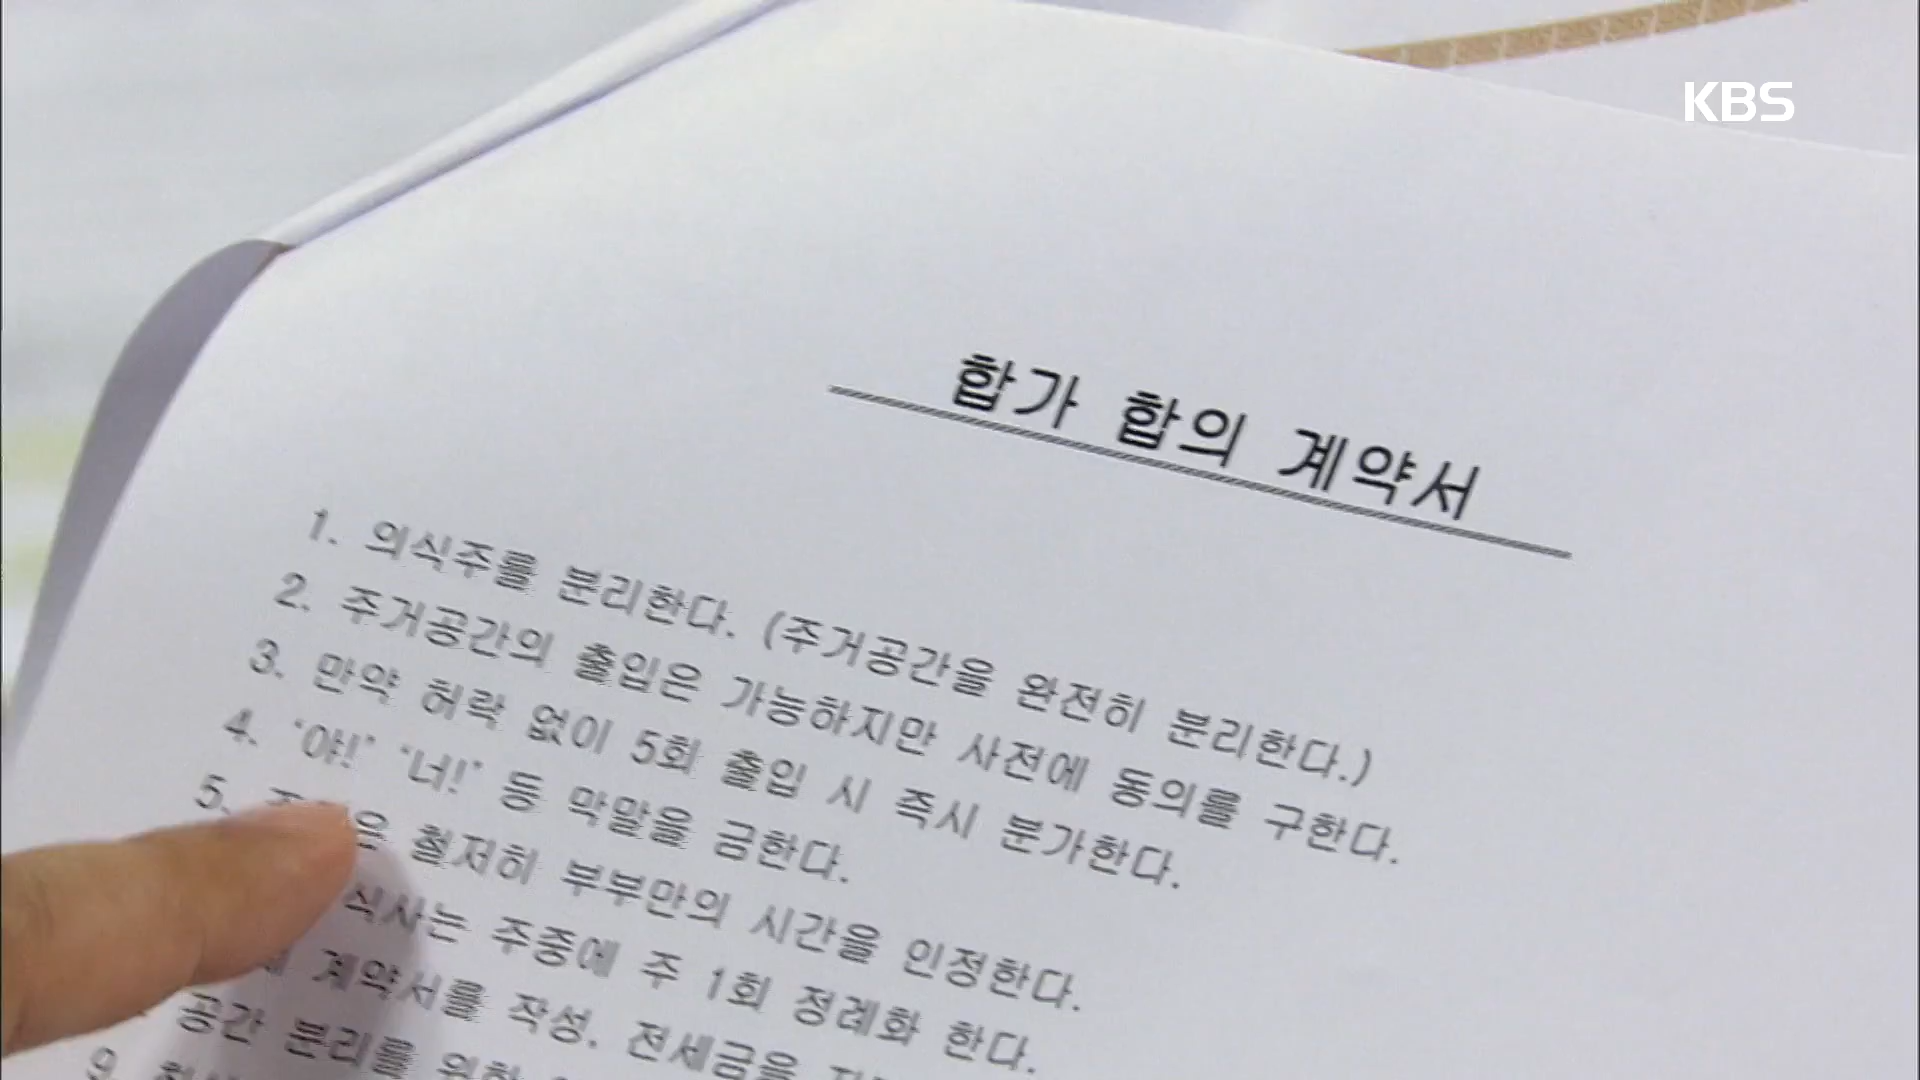 KBS
합가 합의 계약서
1. 의식주를 분리한다. (주거공간을 완전히 분리한다.)
2. 주거공간의 출입은 가능하지만 사전에 동의를 구한다.
3. 만약 허락 없이 5회 출입 시 즉시 분가한다.
4. '야!' '너!' 등 막말을 금한다.
5. 철저히 부부만의 시간을 인정한다.
식사는 주중에 주 1회 정례화 한다.
계약서를 작성, 전세금을
공간 분리를 위한
9.